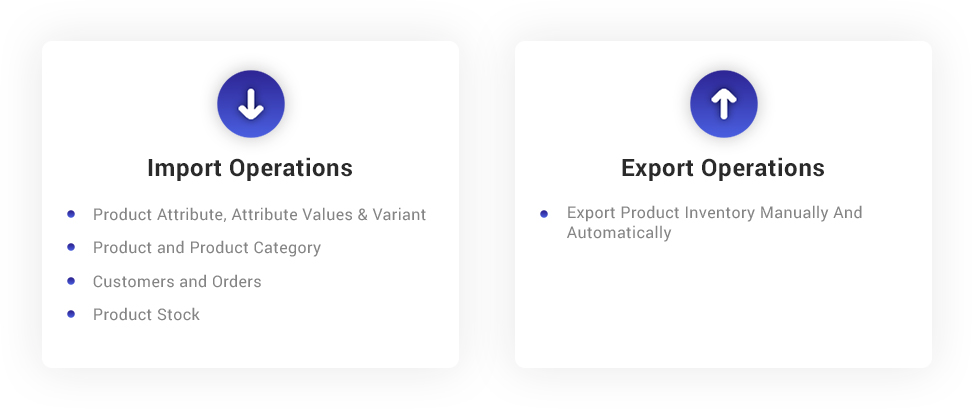 Import Operations
Product Attribute, Attribute Values & Variant
Product and Product Category
Customers and Orders
Product Stock
Export Operations
Export Product Inventory Manually And
Automatically